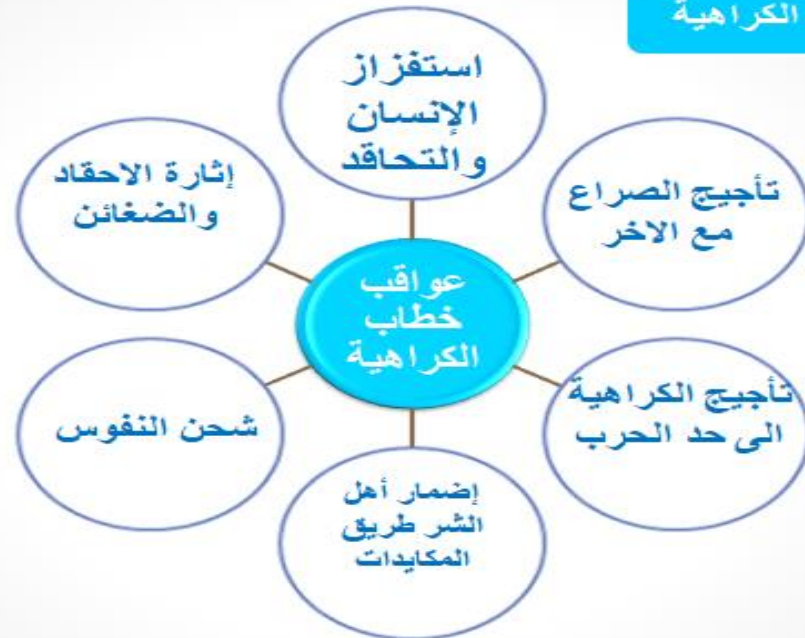 الكراهية
استفزاز
الإنسان
والتحاقد
تأجيج الصراع
مع الاخر
تأجيج الكراهية
الى حد الحرب
إضمار أهل
الشر طريق
المكايدات
شحن النفوس
إثارة الاحقاد
والضغائن
عواقب
خطاب
الكراهية